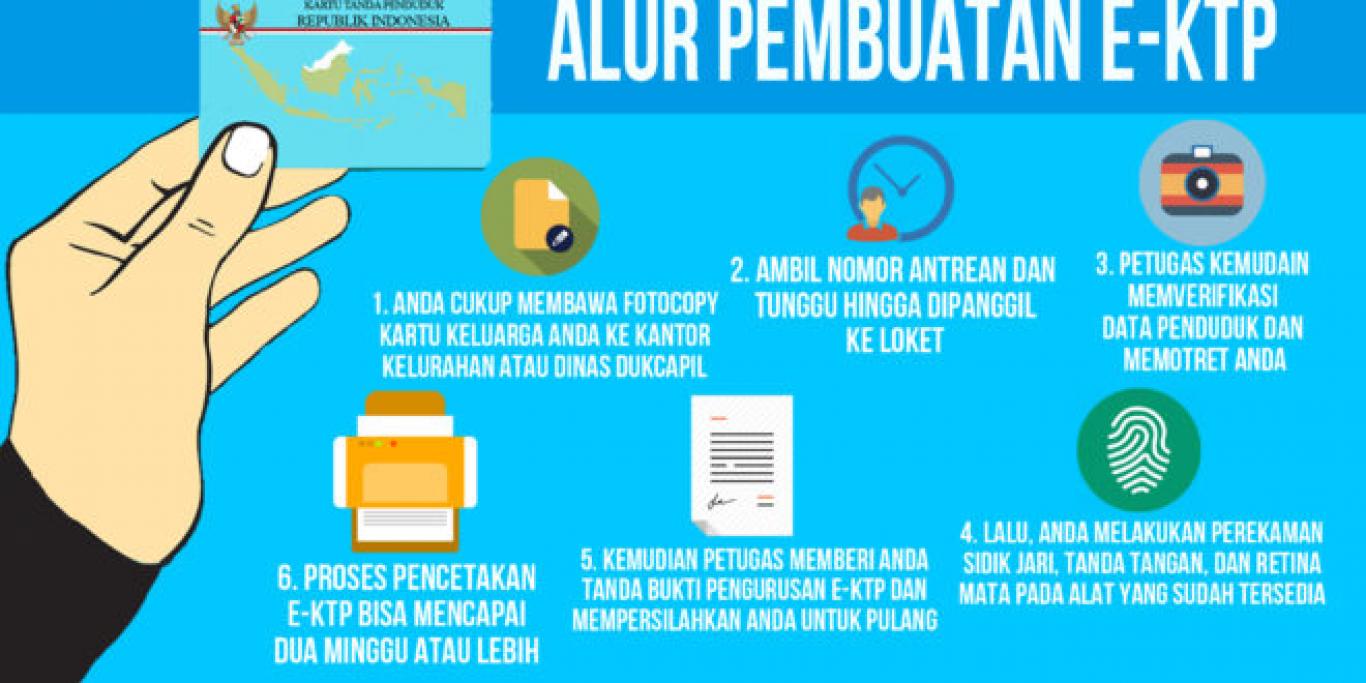 KARTU TANDA PENDUDUK
REPUBLIK INDONESIA
ALUR PEMBUATAN E-KTP
1. ANDA CUKUP MEMBAWA FOTOCOPY
KARTU KELUARGA ANDA KE KANTOR
KELURAHAN ATAU DINAS DUKCAPIL
2. AMBIL NOMOR ANTREAN DAN
TUNGGU HINGGA DIPANGGIL
KE LOKET
3. PETUGAS KEMUDAIN
MEMVERIFIKASI
DATA PENDUDUK DAN
MEMOTRET ANDA
4. LALU, ANDA MELAKUKAN PEREKAMAN
SIDIK JARI, TANDA TANGAN, DAN RETINA
MATA PADA ALAT YANG SUDAH TERSEDIA
5. KEMUDIAN PETUGAS MEMBERI ANDA
TANDA BUKTI PENGURUSAN E-KTP DAN
MEMPERSILAHKAN ANDA UNTUK PULANG
6. PROSES PENCETAKAN
E-KTP BISA MENCAPAI
DUA MINGGU ATAU LEBIH